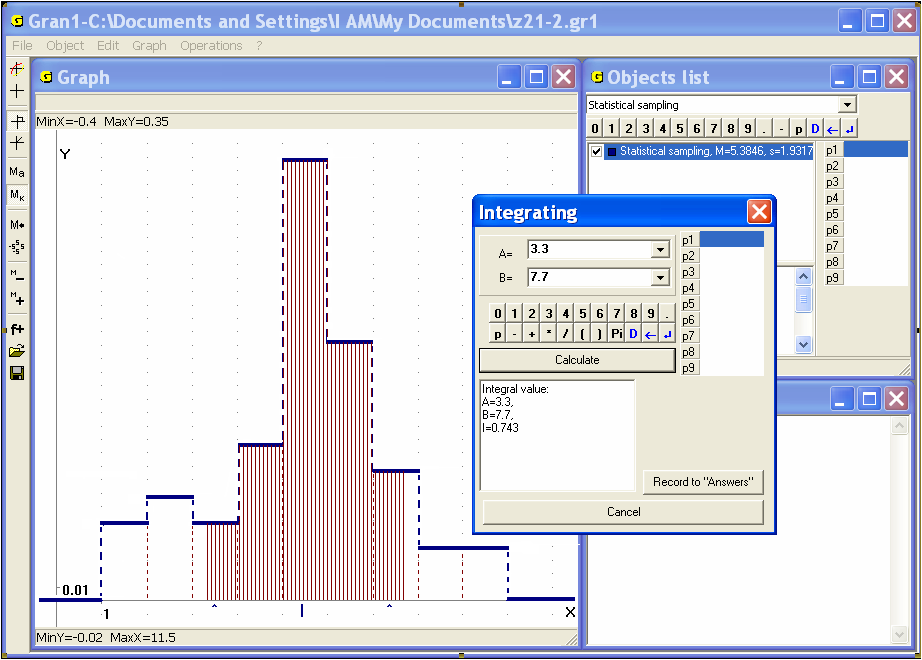 Gran1-C:\Documents and Settings\I AM\My Documents\z21-2.gr1
File Object Edit Graph Operations ?
Graph
MinX=-0.4 MaxY=0.35
Y
0.01
1
X
MinY=-0.02 MaxX=11.5
Ma
Mк
M
-555
M
M+
f+
Objects list
Statistical sampling
0 1 2 3 4 5 6 7 8 9 . - p D ← ↲
Statistical sampling, M=5.3846, s=1.9317
p1
p2
p3
p4
p5
p6
p7
p8
p9
Integrating
A= 3.3
B= 7.7
0 1 2 3 4 5 6 7 8 9 .
p - + * / ( ) Pi D ← ↲
Calculate
Integral value:
A=3.3,
B=7.7,
I=0.743
p1
p2
p3
p4
p5
p6
p7
p8
p9
Record to "Answers"
Cancel